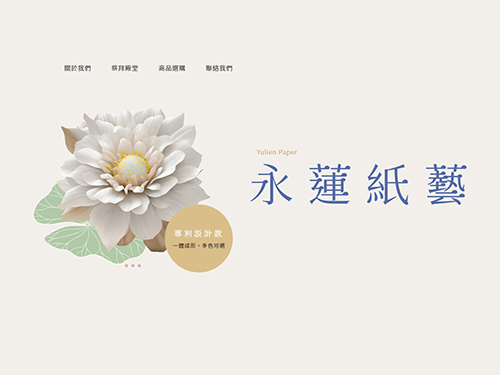 關於我們 祭拜殿堂 商品選購 聯絡我們
Yulien Paper
永蓮紙藝
專利設計款
一體成形、多色可選